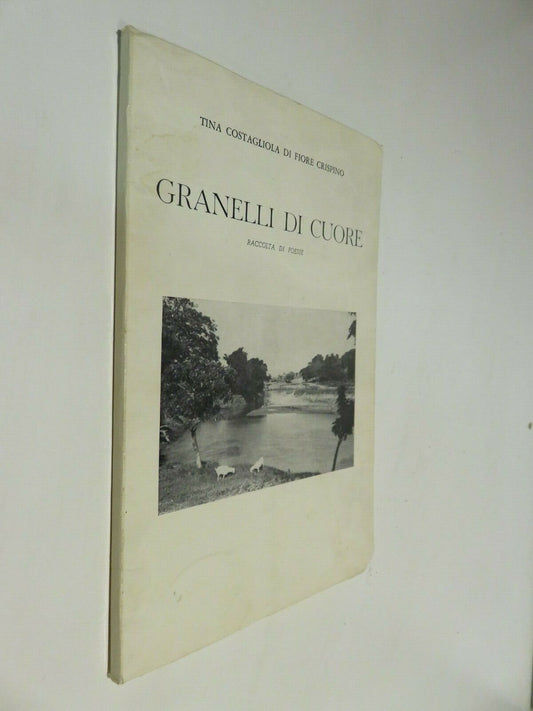 TINA COSTAGLIOLA DI FIORE CRISPINO
GRANELLI DI CUORE
RACCOLTA DI POESIE